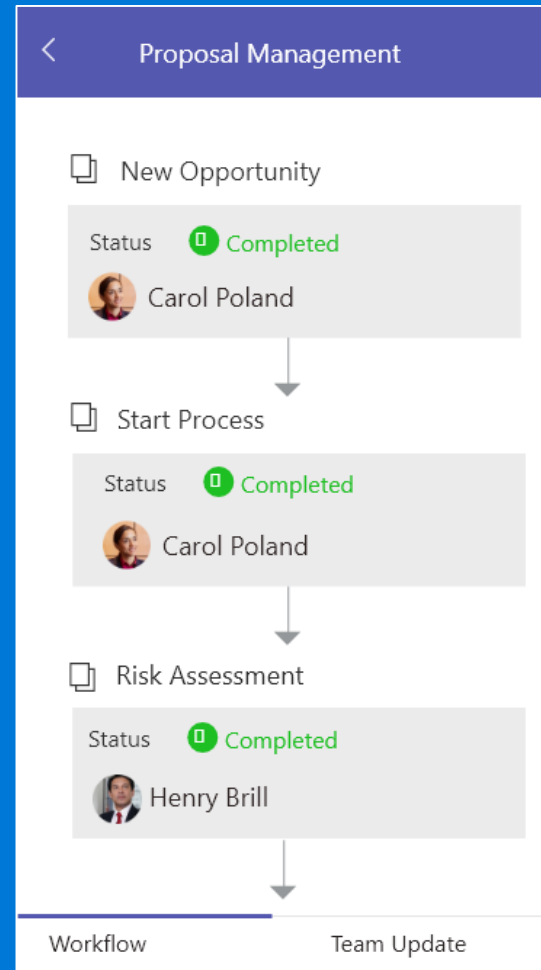 Proposal Management
New Opportunity
Status Completed
Carol Poland
Start Process
Status Completed
Carol Poland
Risk Assessment
Status Completed
Henry Brill
Workflow Team Update